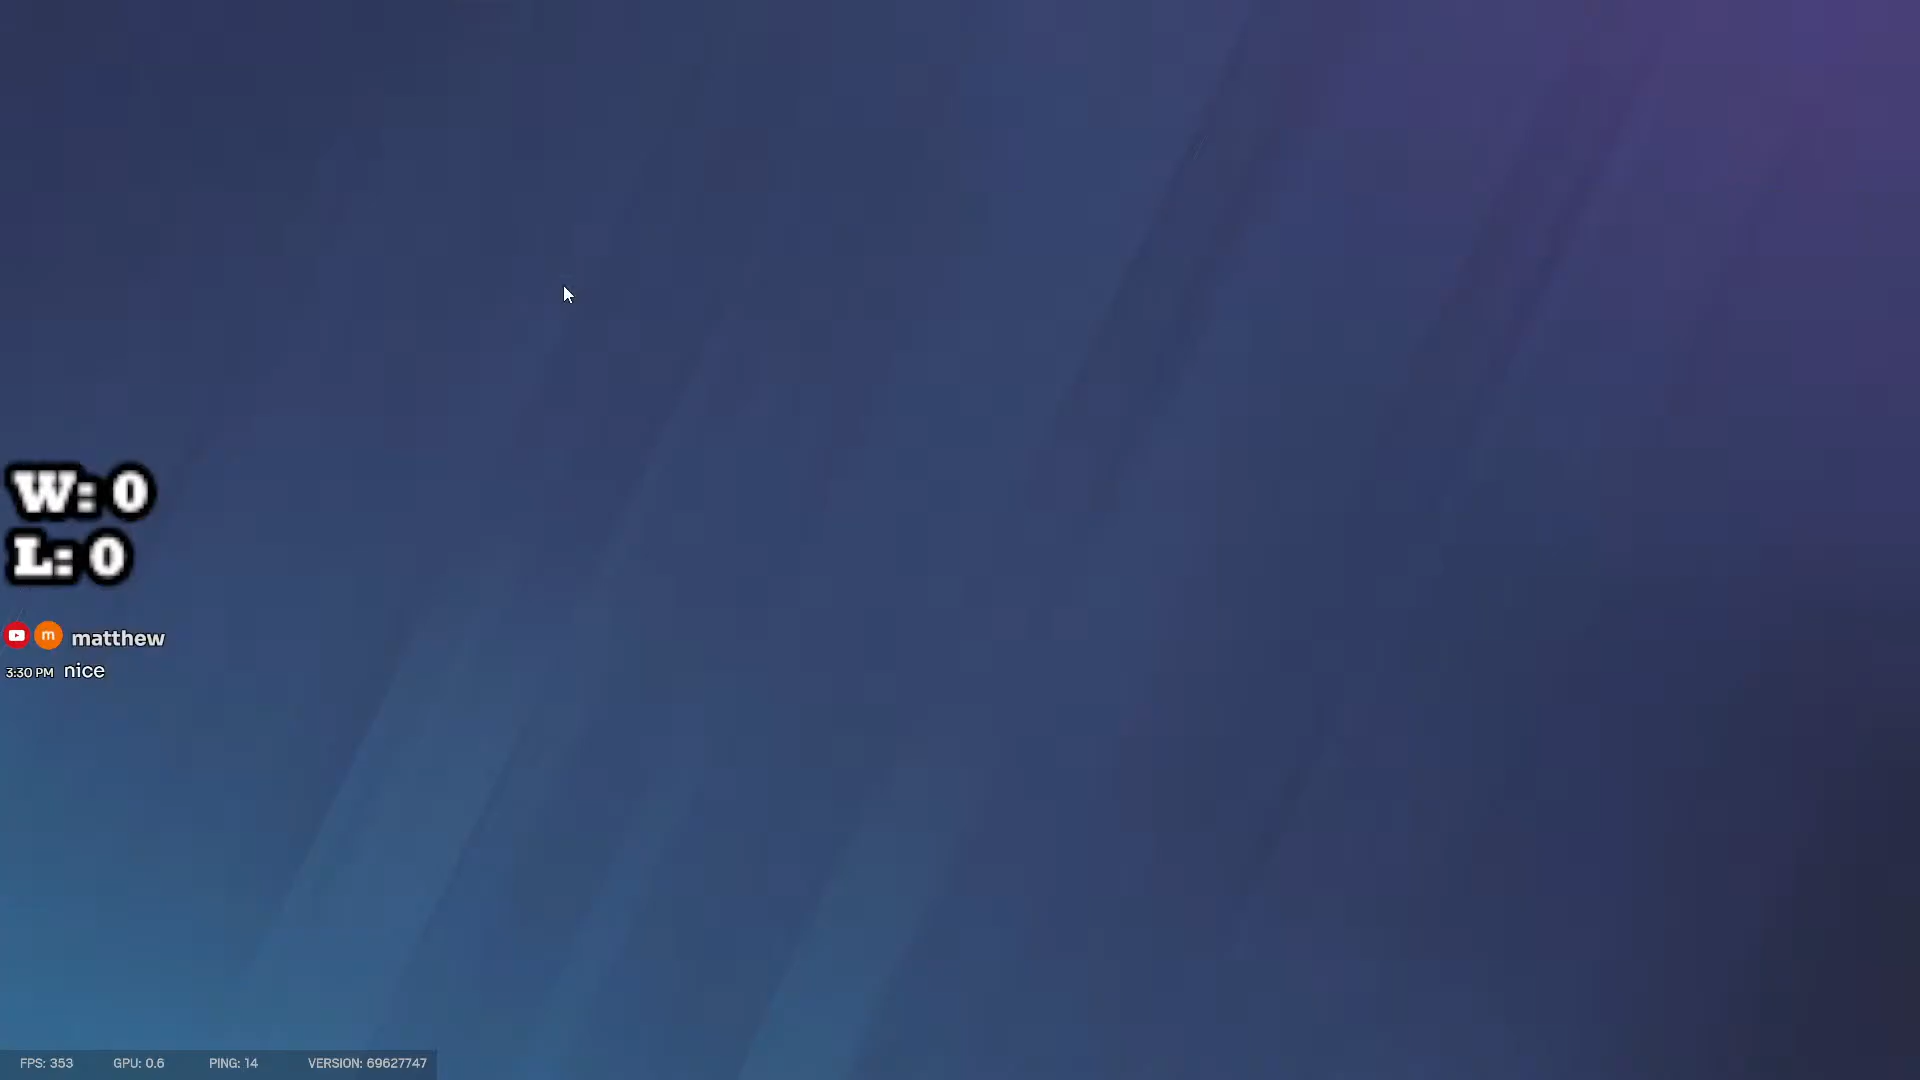 W: 0
L: 0
m matthew
3:30 PM nice
FPS: 353 GPU: 0.6 PING: 14 VERSION: 69627747